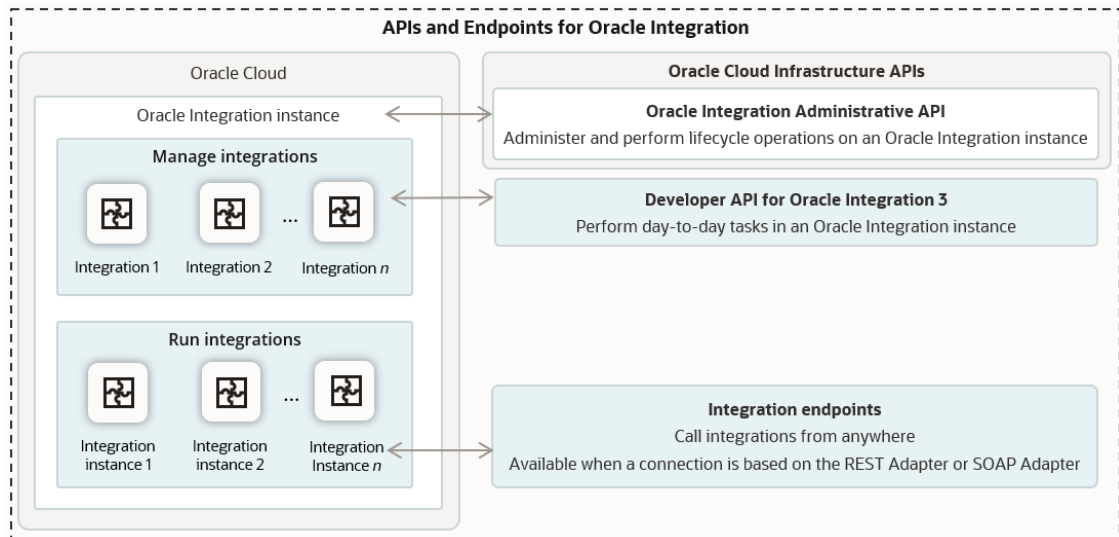 APIs and Endpoints for Oracle Integration
Oracle Cloud
Oracle Integration instance
Manage integrations
...
Integration 1
Integration 2
Integration n
Run integrations
...
Integration
instance 1
Integration
instance 2
Integration
Instance n
Oracle Cloud Infrastructure APIs
Oracle Integration Administrative API
Administer and perform lifecycle operations on an Oracle Integration instance
Developer API for Oracle Integration 3
Perform day-to-day tasks in an Oracle Integration instance
Integration endpoints
Call integrations from anywhere
Available when a connection is based on the REST Adapter or SOAP Adapter